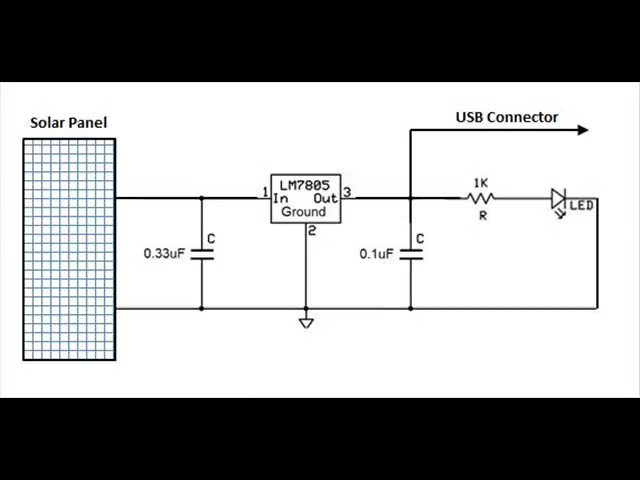 USB Connector
Solar Panel
1K
LM7805
1 In Out 3
Ground
R
LED
2
C
0.33uF
C
0.1uF